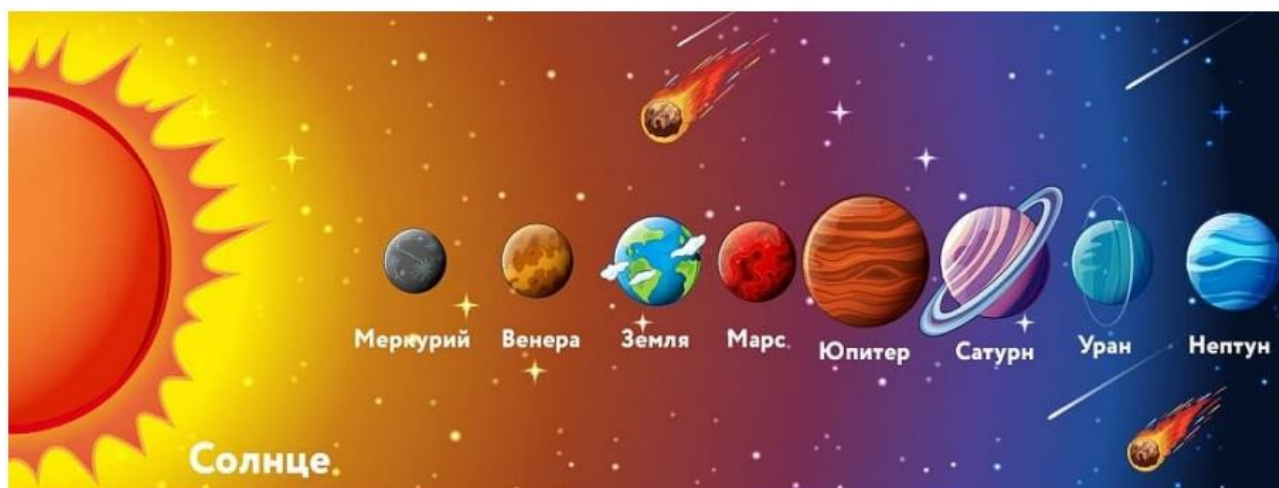 Меркурий
Венера
Земля
Марс
Юпитер
Сатурн
Уран
Нептун
Солнце